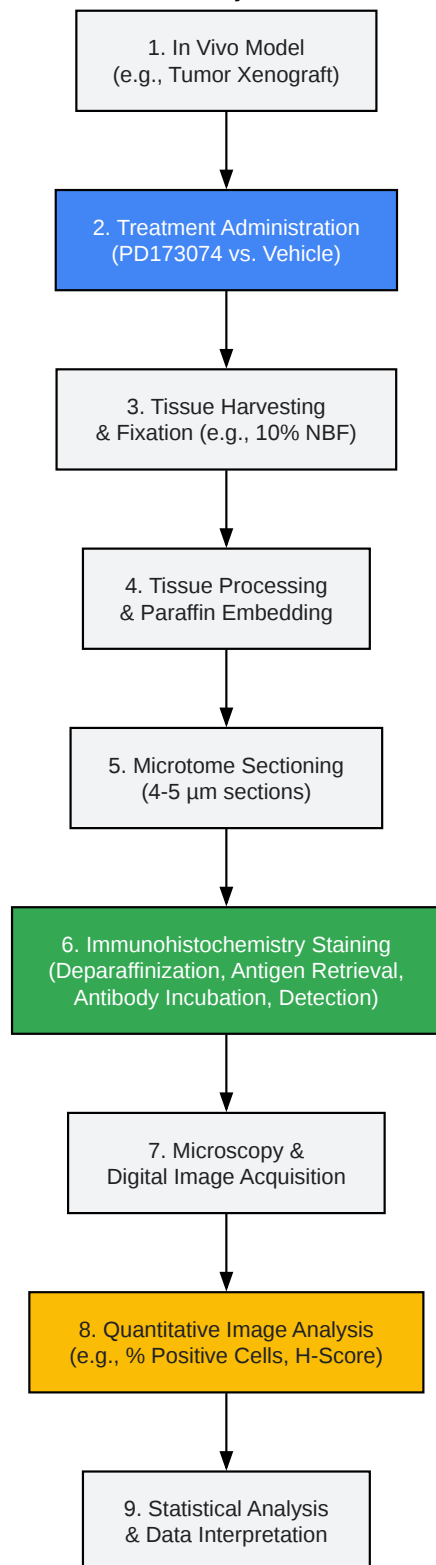 1. In Vivo Model
(e.g., Tumor Xenograft)
2. Treatment Administration
(PD173074 vs. Vehicle)
3. Tissue Harvesting
& Fixation (e.g., 10% NBF)
4. Tissue Processing
& Paraffin Embedding
5. Microtome Sectioning
(4-5 µm sections)
6. Immunohistochemistry Staining
(Deparaffinization, Antigen Retrieval,
Antibody Incubation, Detection)
7. Microscopy &
Digital Image Acquisition
8. Quantitative Image Analysis
(e.g., % Positive Cells, H-Score)
9. Statistical Analysis
& Data Interpretation